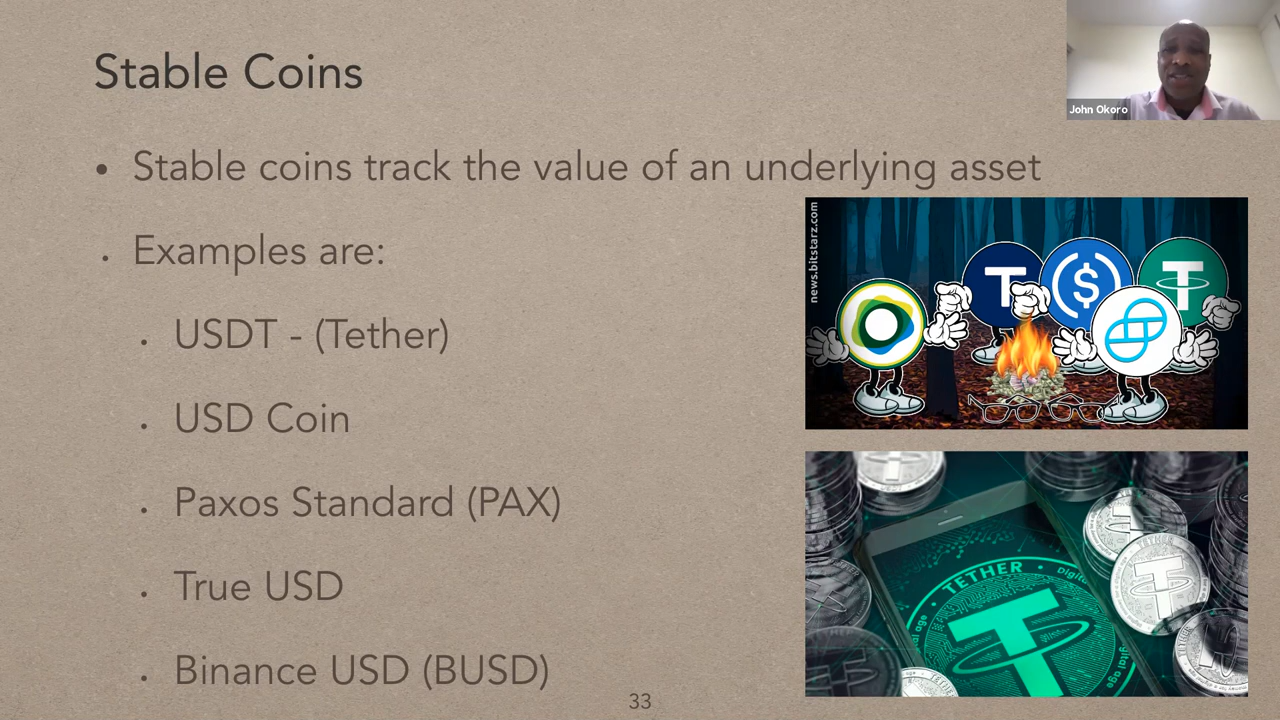 Stable Coins
John Okoro
• Stable coins track the value of an underlying asset
• Examples are:
• USDT - (Tether)
• USD Coin
• Paxos Standard (PAX)
• True USD
• Binance USD (BUSD)
news.bitstarz.com
T
$
T
TETHER
T
33